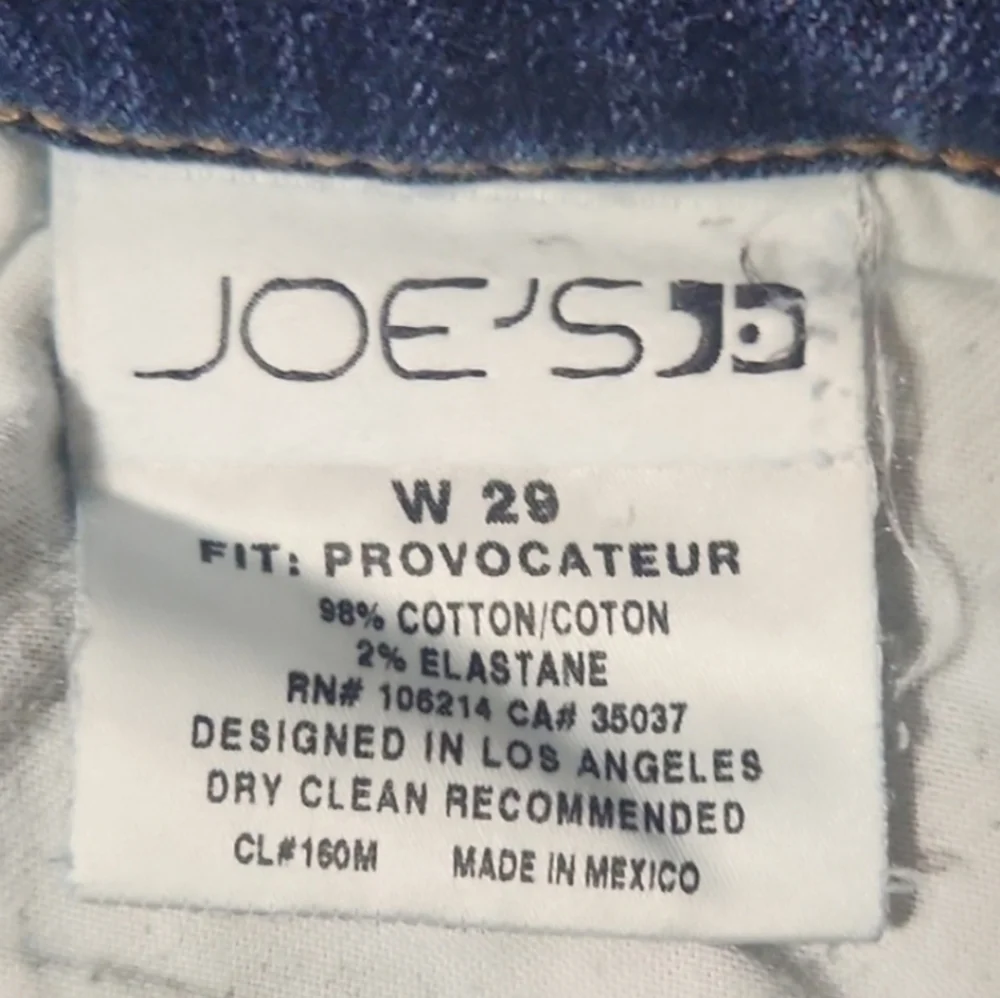 JOE'S JD
W 29
FIT: PROVOCATEUR
98% COTTON/COTON
2% ELASTANE
RN# 106214 CA# 35037
DESIGNED IN LOS ANGELES
DRY CLEAN RECOMMENDED
CL#160M MADE IN MEXICO